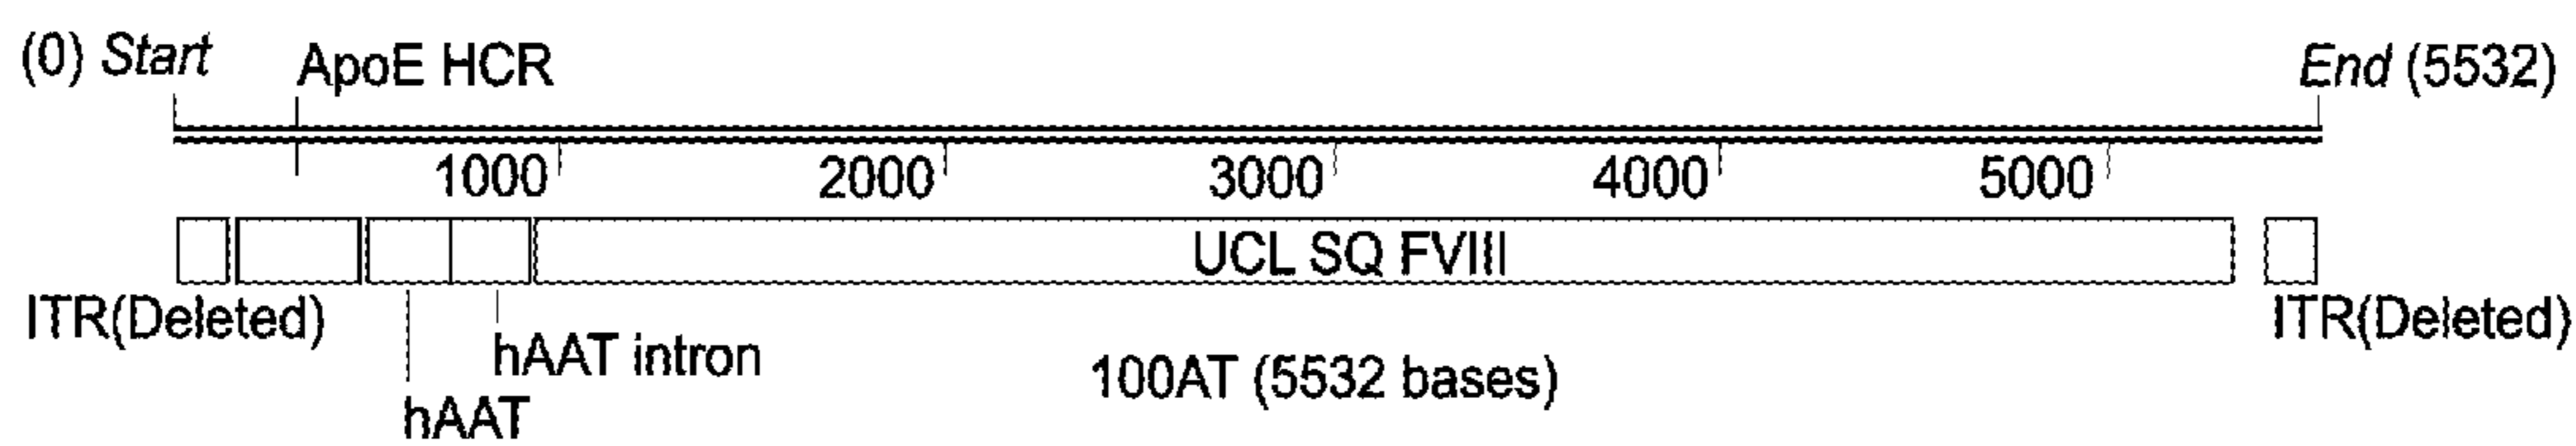 (0) Start ApoE HCR End (5532)
1000 2000 3000 4000 5000
UCL SQ FVIII
ITR(Deleted) ITR(Deleted)
hAAT intron
100AT (5532 bases)
hAAT